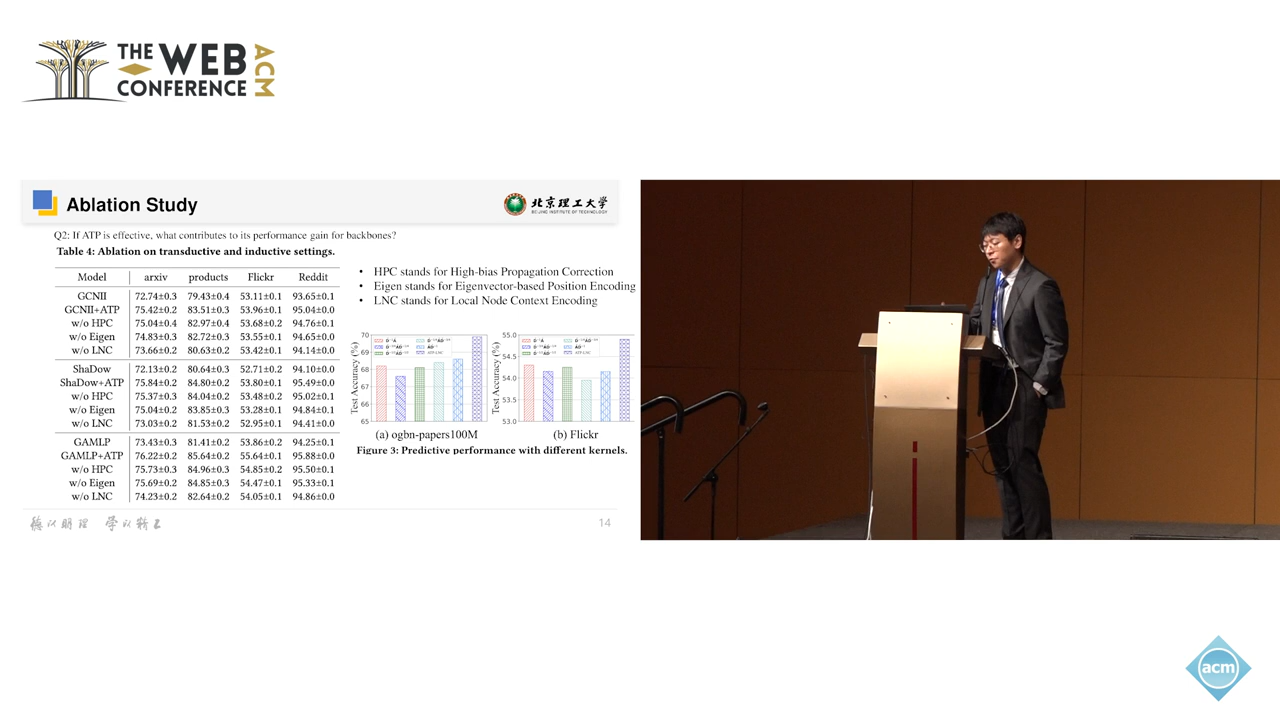 THE WEB
CONFERENCE
ACM
Ablation Study
北京理工大学
BEIJING INSTITUTE OF TECHNOLOGY
Q2: If ATP is effective, what contributes to its performance gain for backbones?
Table 4: Ablation on transductive and inductive settings.
Model arxiv products Flickr Reddit
GCNII 72.74±0.3 79.43±0.4 53.11±0.1 93.65±0.1
GCNII+ATP 75.42±0.2 83.51±0.3 53.96±0.1 95.04±0.0
w/o HPC 75.04±0.4 82.97±0.4 53.68±0.2 94.76±0.1
w/o Eigen 74.83±0.3 82.72±0.3 53.55±0.1 94.65±0.0
w/o LNC 73.66±0.2 80.63±0.2 53.42±0.1 94.14±0.0
ShaDow 72.13±0.2 80.64±0.3 52.71±0.2 94.10±0.0
ShaDow+ATP 75.84±0.2 84.80±0.2 53.80±0.1 95.49±0.0
w/o HPC 75.37±0.3 84.04±0.2 53.48±0.2 95.02±0.1
w/o Eigen 75.04±0.2 83.85±0.3 53.28±0.1 94.84±0.1
w/o LNC 73.03±0.2 81.53±0.2 52.95±0.1 94.41±0.0
GAMLP 73.43±0.3 81.41±0.2 53.86±0.2 94.25±0.1
GAMLP+ATP 76.22±0.2 85.64±0.2 55.64±0.1 95.88±0.0
w/o HPC 75.73±0.3 84.96±0.3 54.85±0.2 95.50±0.1
w/o Eigen 75.69±0.2 84.85±0.3 54.47±0.1 95.33±0.1
w/o LNC 74.23±0.2 82.64±0.2 54.05±0.1 94.86±0.0
• HPC stands for High-bias Propagation Correction
• Eigen stands for Eigenvector-based Position Encoding
• LNC stands for Local Node Context Encoding
Test Accuracy (%)
70
69
68
67
66
65
(a) ogbn-papers100M
Test Accuracy (%)
55.0
54.5
54.0
53.5
53.0
(b) Flickr
Figure 3: Predictive performance with different kernels.
14
acm